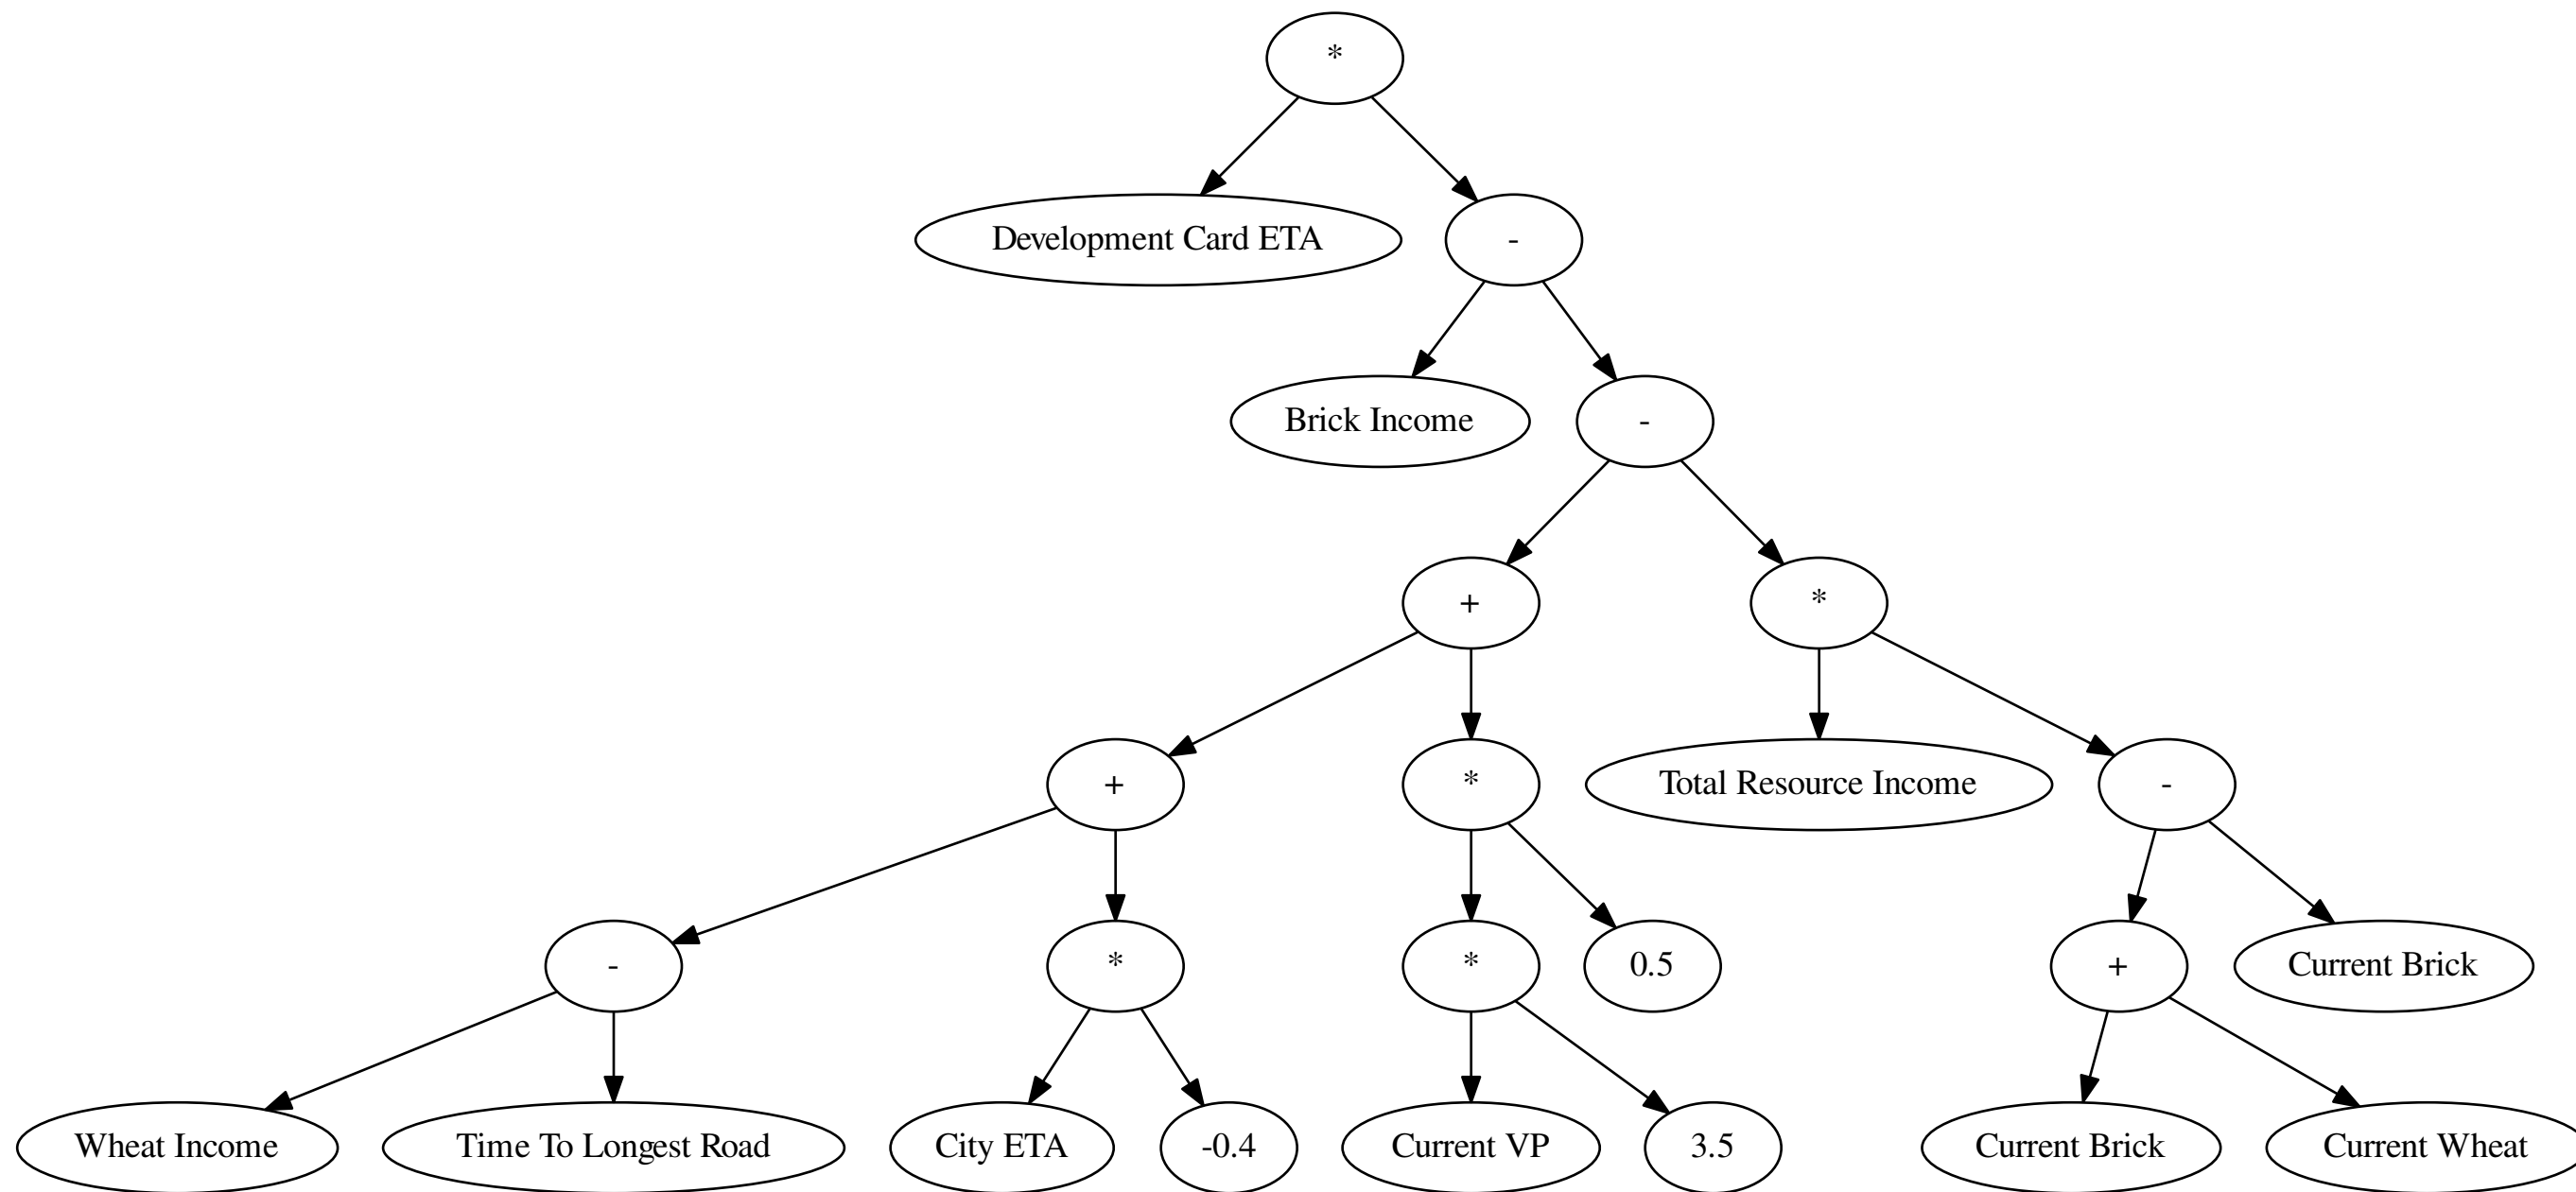 *
Development Card ETA
-
Brick Income
-
+
*
+
*
Total Resource Income
-
-
*
*
0.5
+
Current Brick
Wheat Income
Time To Longest Road
City ETA
-0.4
Current VP
3.5
Current Brick
Current Wheat